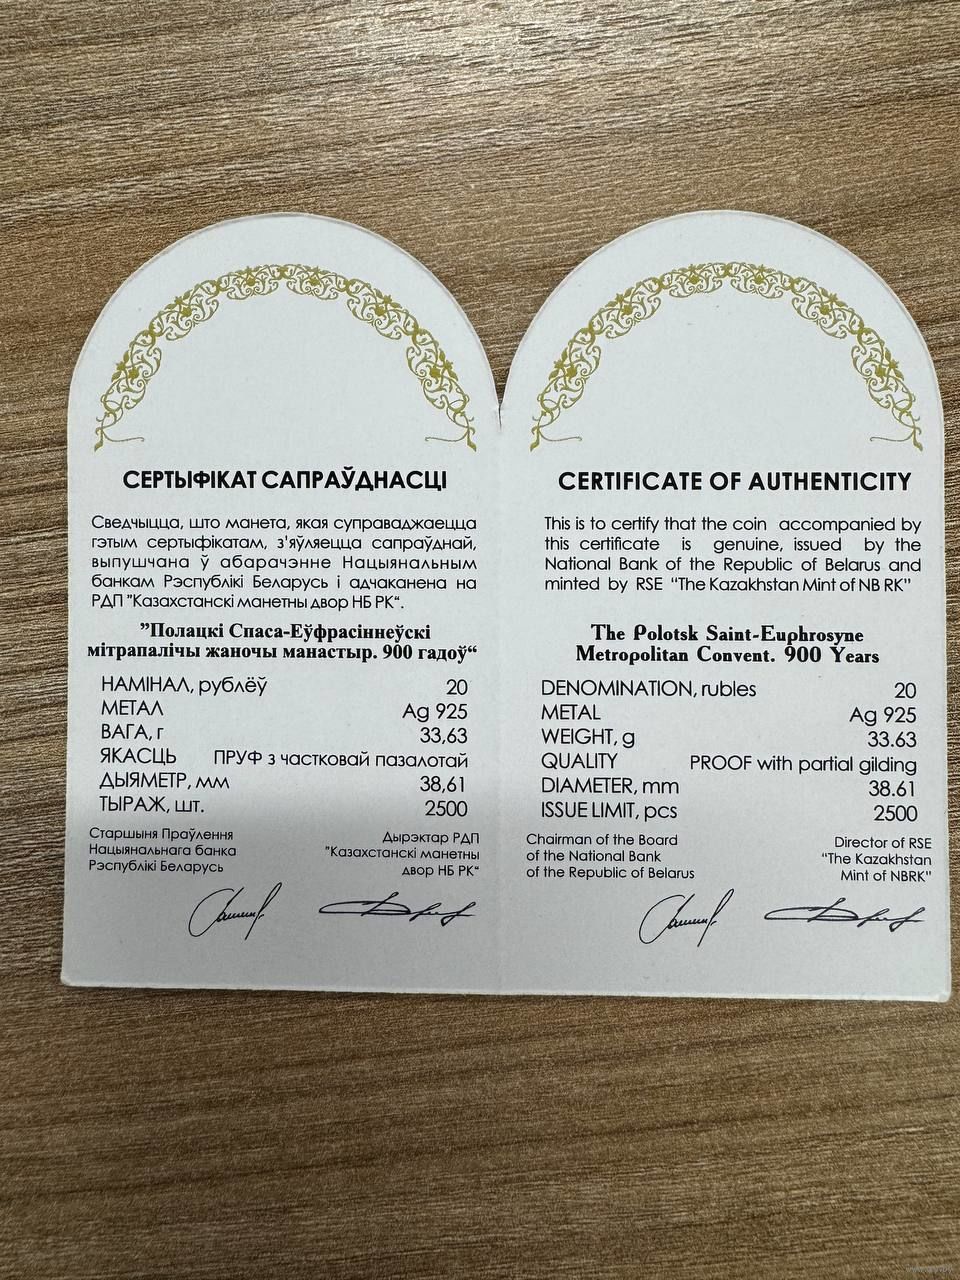 СЕРТЫФІКАТ САПРАЎДНАСЦІ
Сведчыцца, што манета, якая суправаджаецца
гэтым сертыфікатам, з'яўляецца сапраўднай,
выпушчана ў абарачэнне Нацыянальным
банкам Рэспублікі Беларусь і адчаканена на
РДП "Казахстанскі манетны двор НБ РК“.
"Полацкі Спаса-Еўфрасіннеўскі
мітрапалічы жаночы манастыр. 900 гадоў“
НАМІНАЛ, рублёў 20
МЕТАЛ Ag 925
ВАГА, г 33,63
ЯКАСЦЬ ПРУФ з частковай пазалотай
ДЫЯМЕТР, мм 38,61
ТЫРАЖ, шт. 2500
Старшыня Праўлення
Нацыянальнага банка
Рэспублікі Беларусь
Дырэктар РДП
"Казахстанскі манетны
двор НБ РК“
CERTIFICATE OF AUTHENTICITY
This is to certify that the coin accompanied by
this certificate is genuine, issued by the
National Bank of the Republic of Belarus and
minted by RSE “The Kazakhstan Mint of NB RK”
The Polotsk Saint-Euphrosyne
Metropolitan Convent. 900 Years
DENOMINATION, rubles 20
METAL Ag 925
WEIGHT, g 33.63
QUALITY PROOF with partial gilding
DIAMETER, mm 38.61
ISSUE LIMIT, pcs 2500
Chairman of the Board
of the National Bank
of the Republic of Belarus
Director of RSE
“The Kazakhstan
Mint of NBRK"